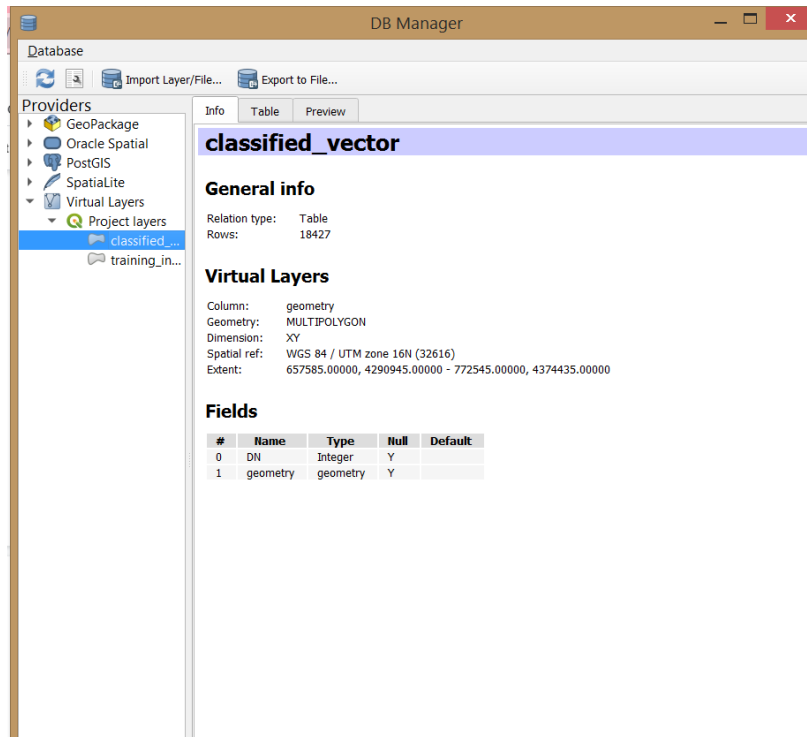 DB Manager
Database
Import Layer/File... Export to File...
Providers
GeoPackage
Oracle Spatial
PostGIS
SpatiaLite
Virtual Layers
Project layers
classified_...
training_in...
Info Table Preview
classified_vector
General info
Relation type: Table
Rows: 18427
Virtual Layers
Column: geometry
Geometry: MULTIPOLYGON
Dimension: XY
Spatial ref: WGS 84 / UTM zone 16N (32616)
Extent: 657585.00000, 4290945.00000 - 772545.00000, 4374435.00000
Fields
# Name Type Null Default
0 DN Integer Y
1 geometry geometry Y